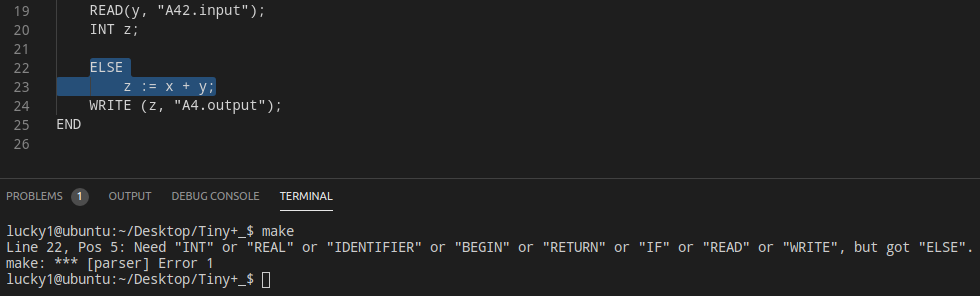 19 READ(y, "A42.input");
20 INT z;
21
22 ELSE
23 z := x + y;
24 WRITE (z, "A4.output");
25 END
26
PROBLEMS 1 OUTPUT DEBUG CONSOLE TERMINAL
lucky1@ubuntu:~/Desktop/Tiny+_$ make
Line 22, Pos 5: Need "INT" or "REAL" or "IDENTIFIER" or "BEGIN" or "RETURN" or "IF" or "READ" or "WRITE", but got "ELSE".
make: *** [parser] Error 1
lucky1@ubuntu:~/Desktop/Tiny+_$